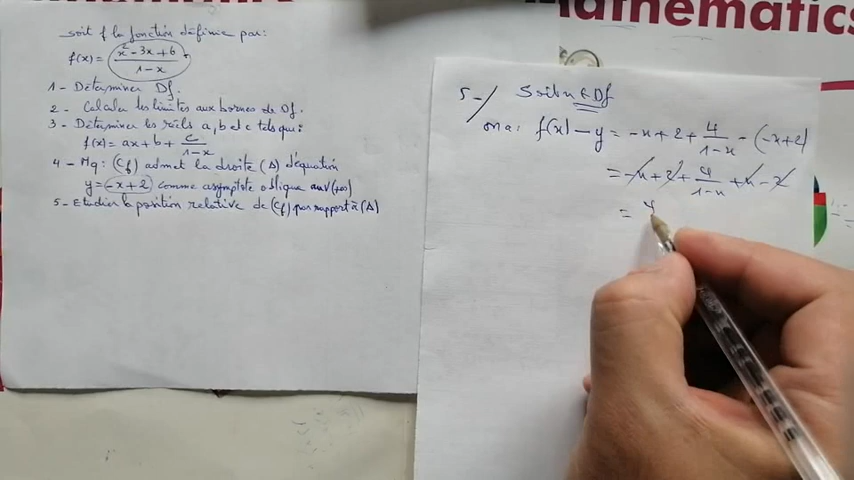 mathematics
soit f la fonction définie par:
f(x) = (x² - 3x + 6)/(1 - x).
1 - Déterminer Df.
2 - Calculer les limites aux bornes de Df.
3 - Déterminer les réels a, b et c tels que:
f(x) = ax + b + c/(1-x)
4 - Mq: (Cf) admet la droite (Δ) d'équation
y = -x+2 comme asymptote oblique au v(±∞)
5 - Etudier la position relative de (Cf) par rapport à (Δ)
5-/ Soit x ∈ Df
on a: f(x) - y = -x + 2 + 4/(1-x) - (-x+2)
= -x + 2 + 4/(1-x) + x - 2
=